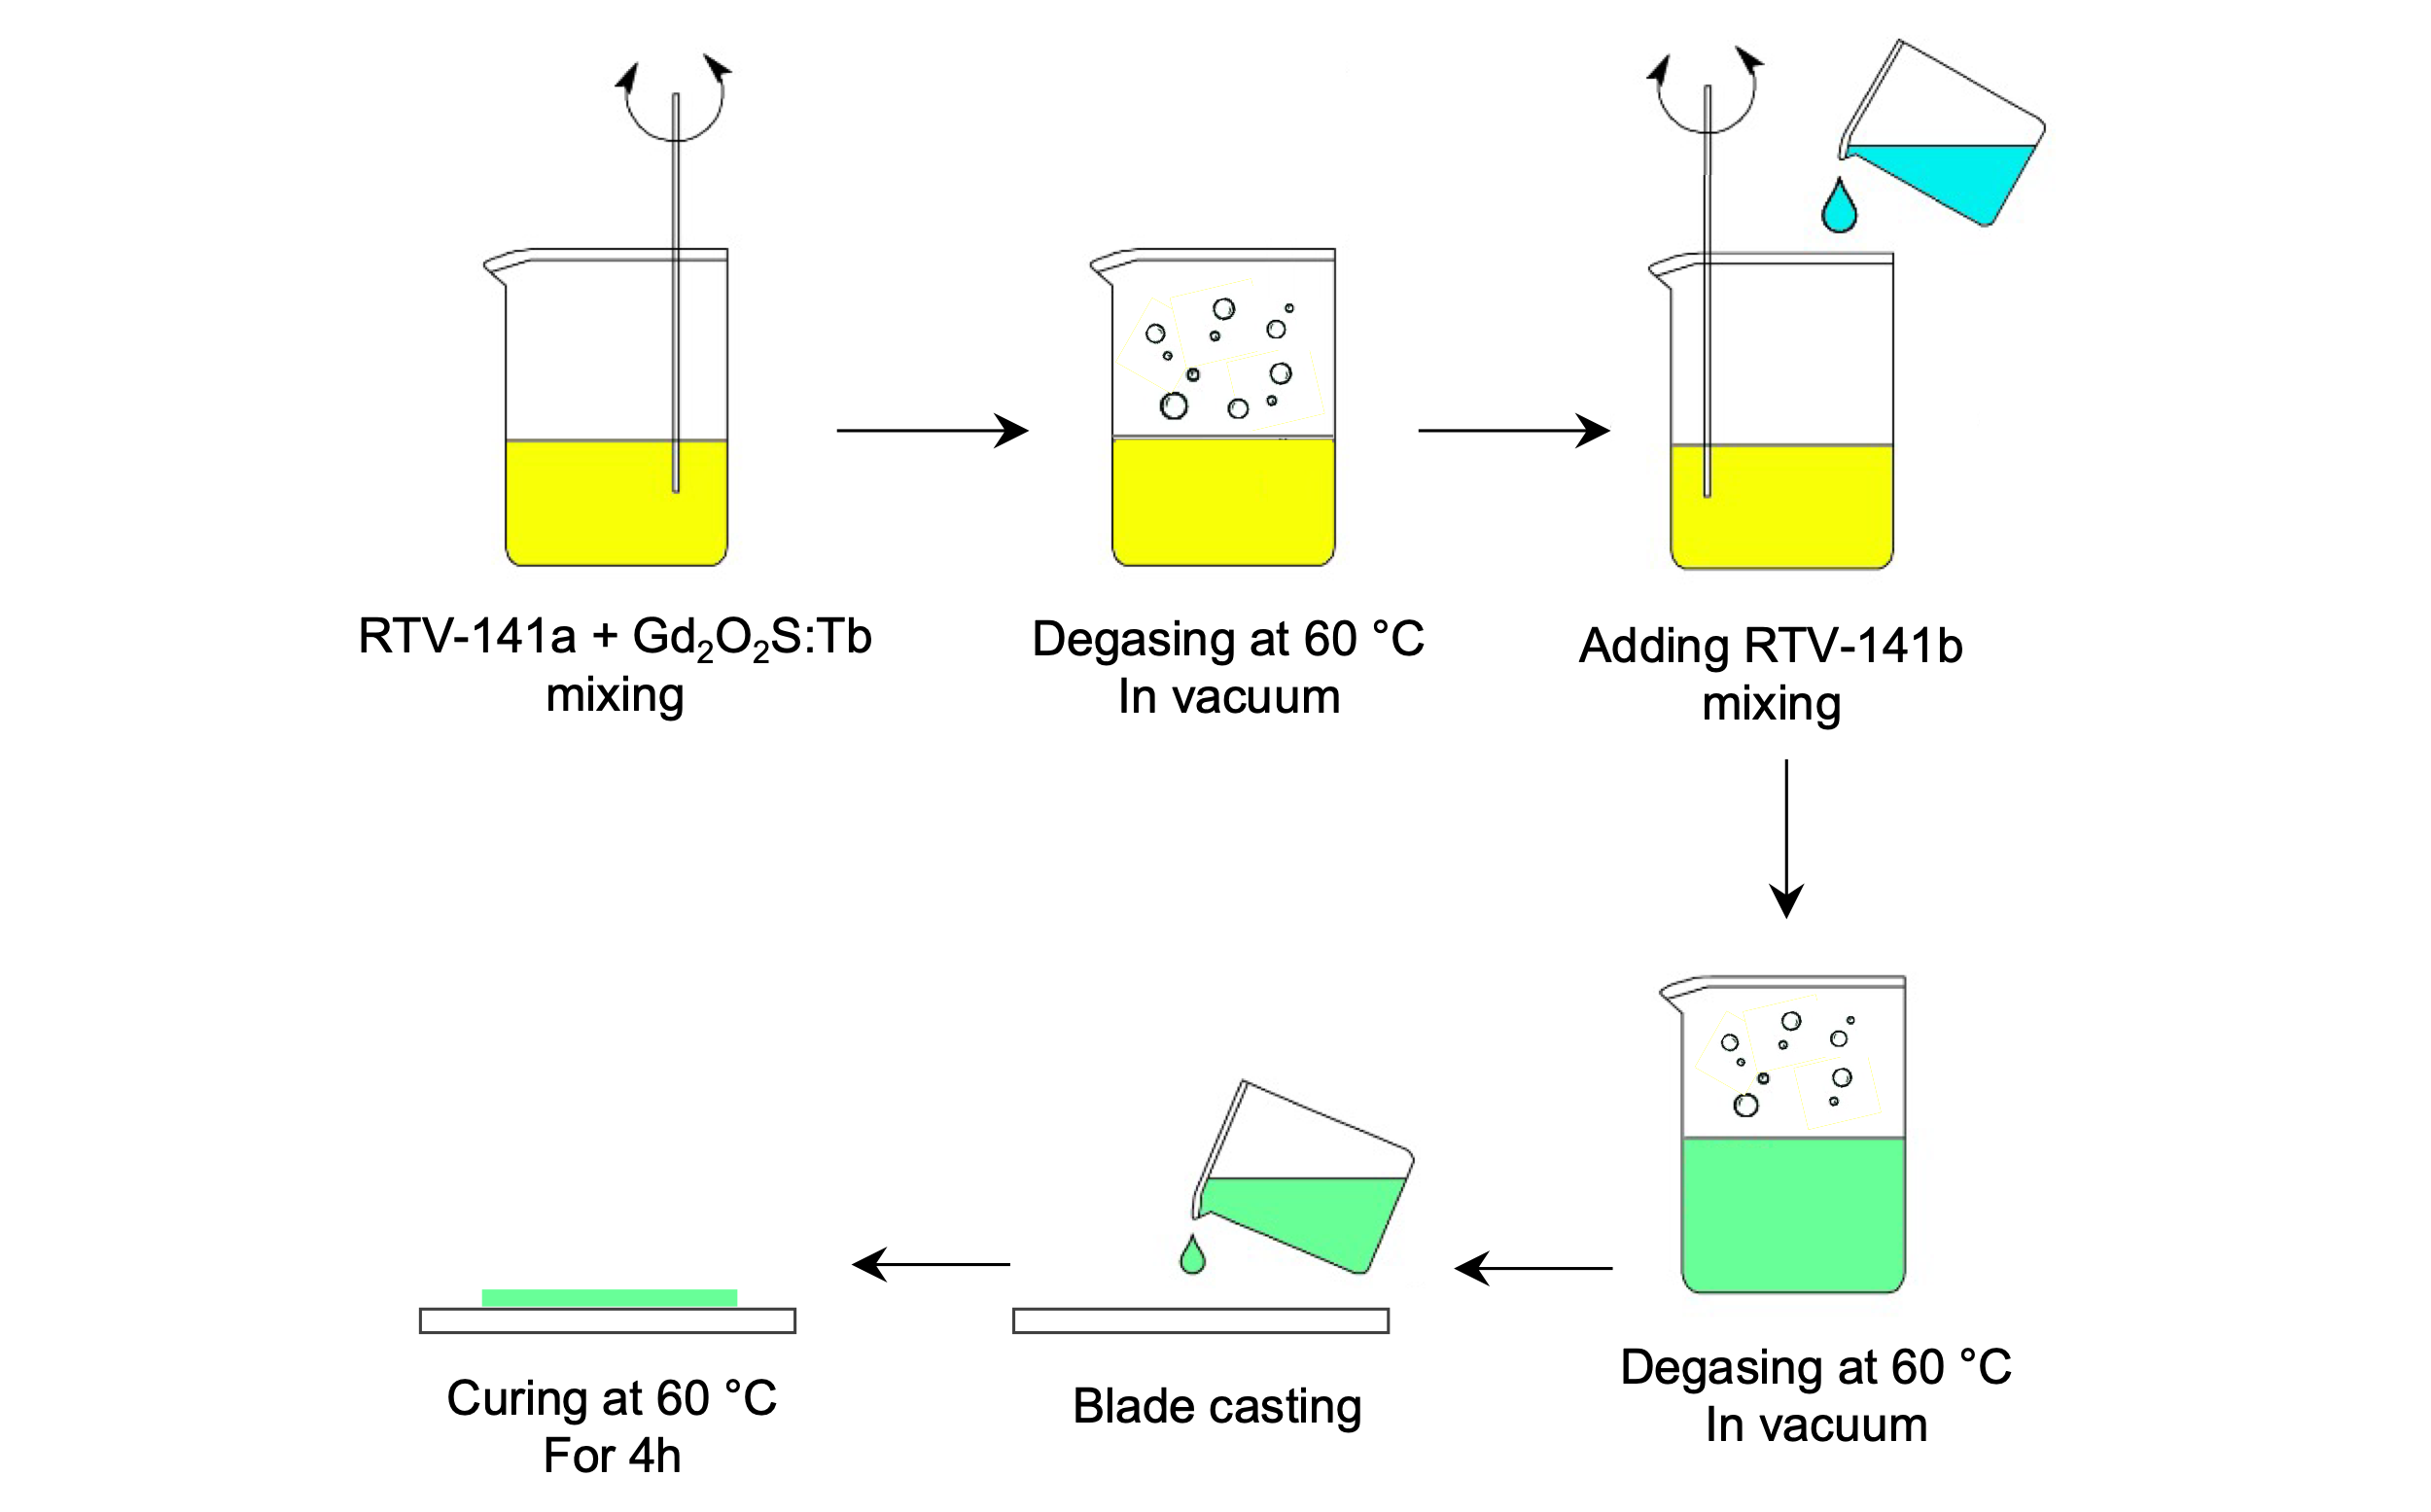 RTV-141a + Gd₂O₂S:Tb
mixing
Degasing at 60 °C
In vacuum
Adding RTV-141b
mixing
Degasing at 60 °C
In vacuum
Blade casting
Curing at 60 °C
For 4h